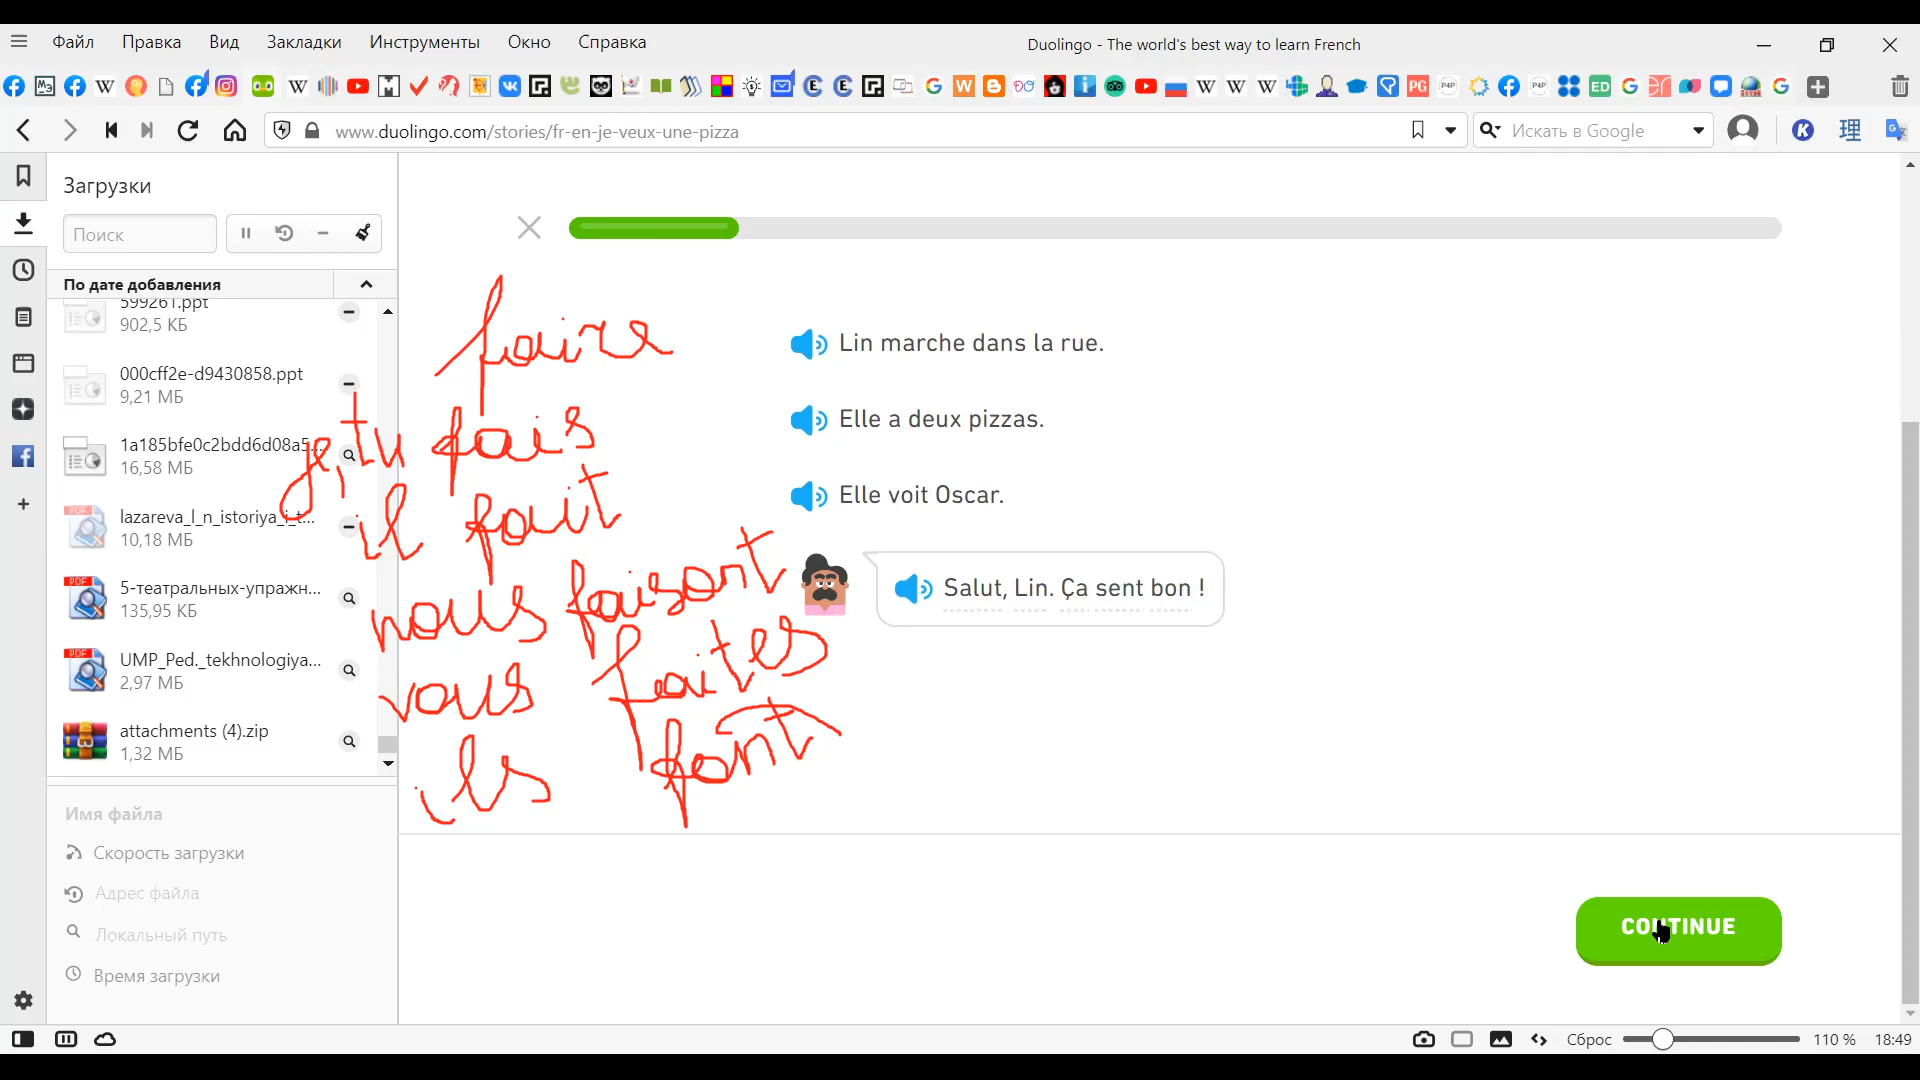 Файл Правка Вид Закладки Инструменты Окно Справка
Duolingo - The world's best way to learn French
www.duolingo.com/stories/fr-en-je-veux-une-pizza
Искать в Google
Загрузки
Поиск
По дате добавления
599261.ppt
902,5 КБ
000cff2e-d9430858.ppt
9,21 МБ
1a185bfe0c2bdd6d08a5...
16,58 МБ
lazareva_l_n_istoriya_i_t...
10,18 МБ
5-театральных-упражн...
135,95 КБ
UMP_Ped._tekhnologiya...
2,97 МБ
attachments (4).zip
1,32 МБ
Имя файла
Скорость загрузки
Адрес файла
Локальный путь
Время загрузки
faire
je, tu fais
il fait
nous faisont
vous faites
ils font
Lin marche dans la rue.
Elle a deux pizzas.
Elle voit Oscar.
Salut, Lin. Ça sent bon !
CONTINUE
Сброс 110 % 18:49